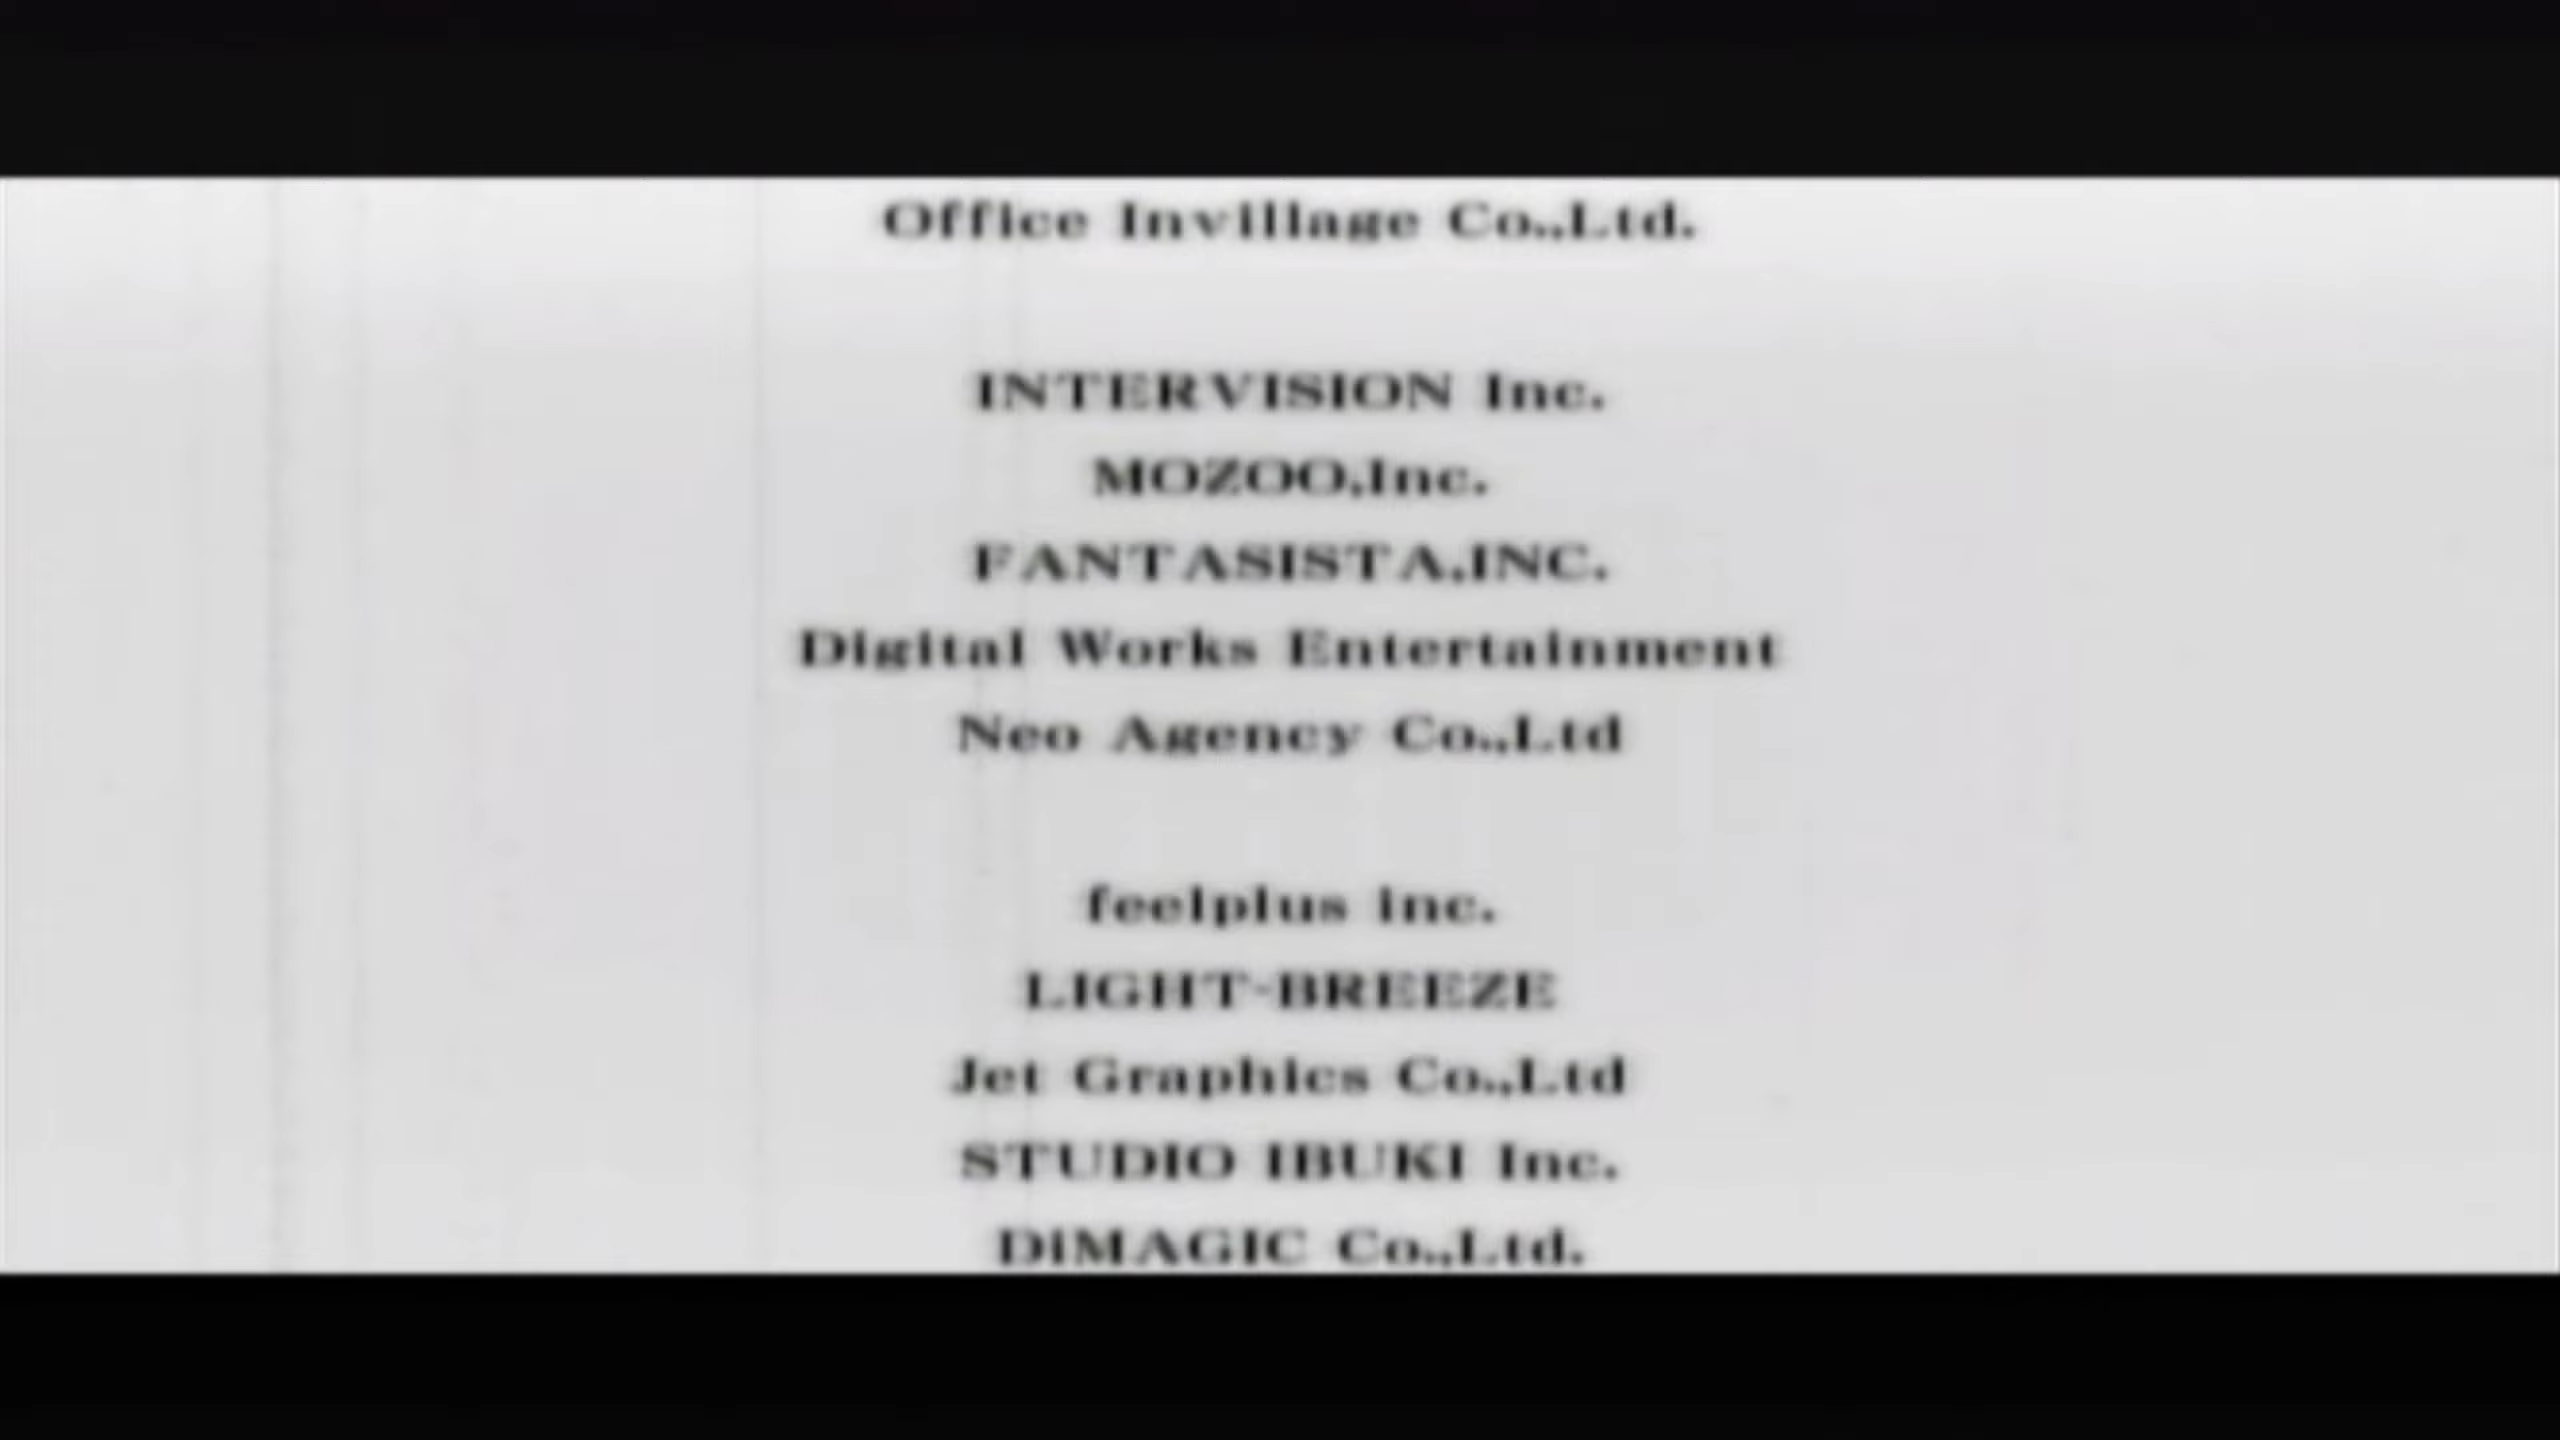 Office Invillage Co.,Ltd.
INTERVISION Inc.
MOZOO,Inc.
FANTASISTA,INC.
Digital Works Entertainment
Neo Agency Co.,Ltd
feelplus inc.
LIGHT-BREEZE
Jet Graphics Co.,Ltd
STUDIO IBUKI Inc.
DiMAGIC Co.,Ltd.